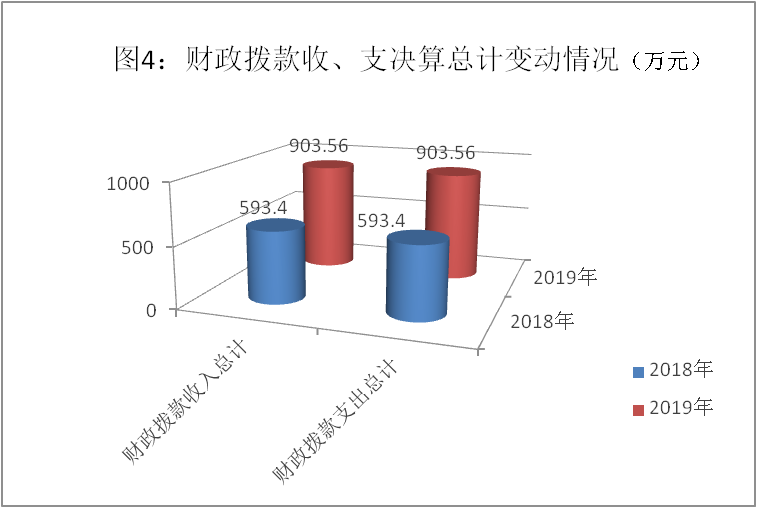 图4：财政拨款收、支决算总计变动情况（万元）
903.56
903.56
1000
593.4
593.4
500
0
2019年
2018年
财政拨款收入总计
财政拨款支出总计
2018年
2019年